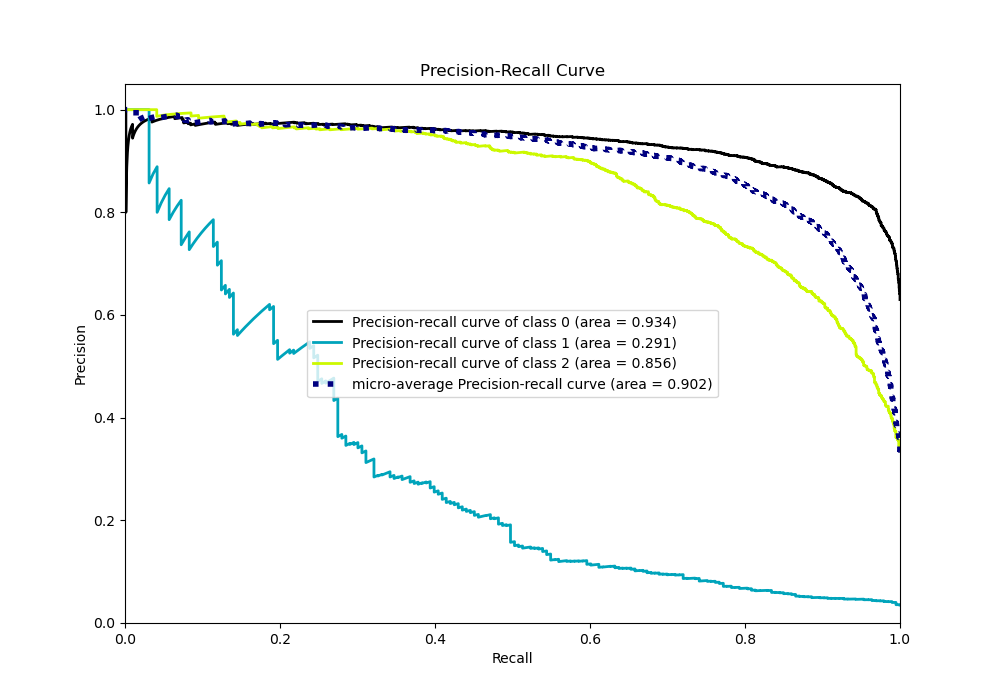 Precision-Recall Curve
1.0
0.8
0.6
0.4
0.2
0.0
Precision
Precision-recall curve of class 0 (area = 0.934)
Precision-recall curve of class 1 (area = 0.291)
Precision-recall curve of class 2 (area = 0.856)
micro-average Precision-recall curve (area = 0.902)
0.0 0.2 0.4 0.6 0.8 1.0
Recall